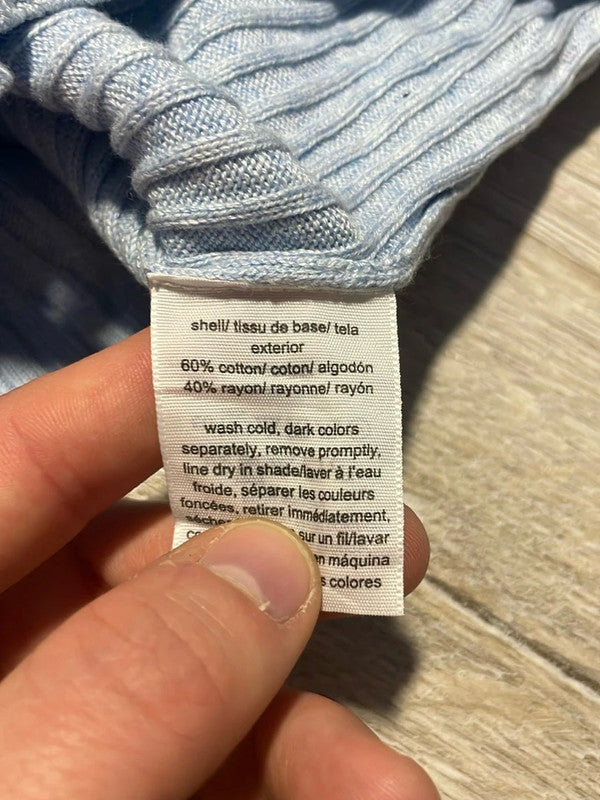 shell/ tissu de base/ tela
exterior
60% cotton/ coton/ algodón
40% rayon/ rayonne/ rayón
wash cold, dark colors
separately, remove promptly,
line dry in shade/laver à l'eau
froide, séparer les couleurs
foncées, retirer immédiatement,
sur un fil/lavar
en máquina
colores